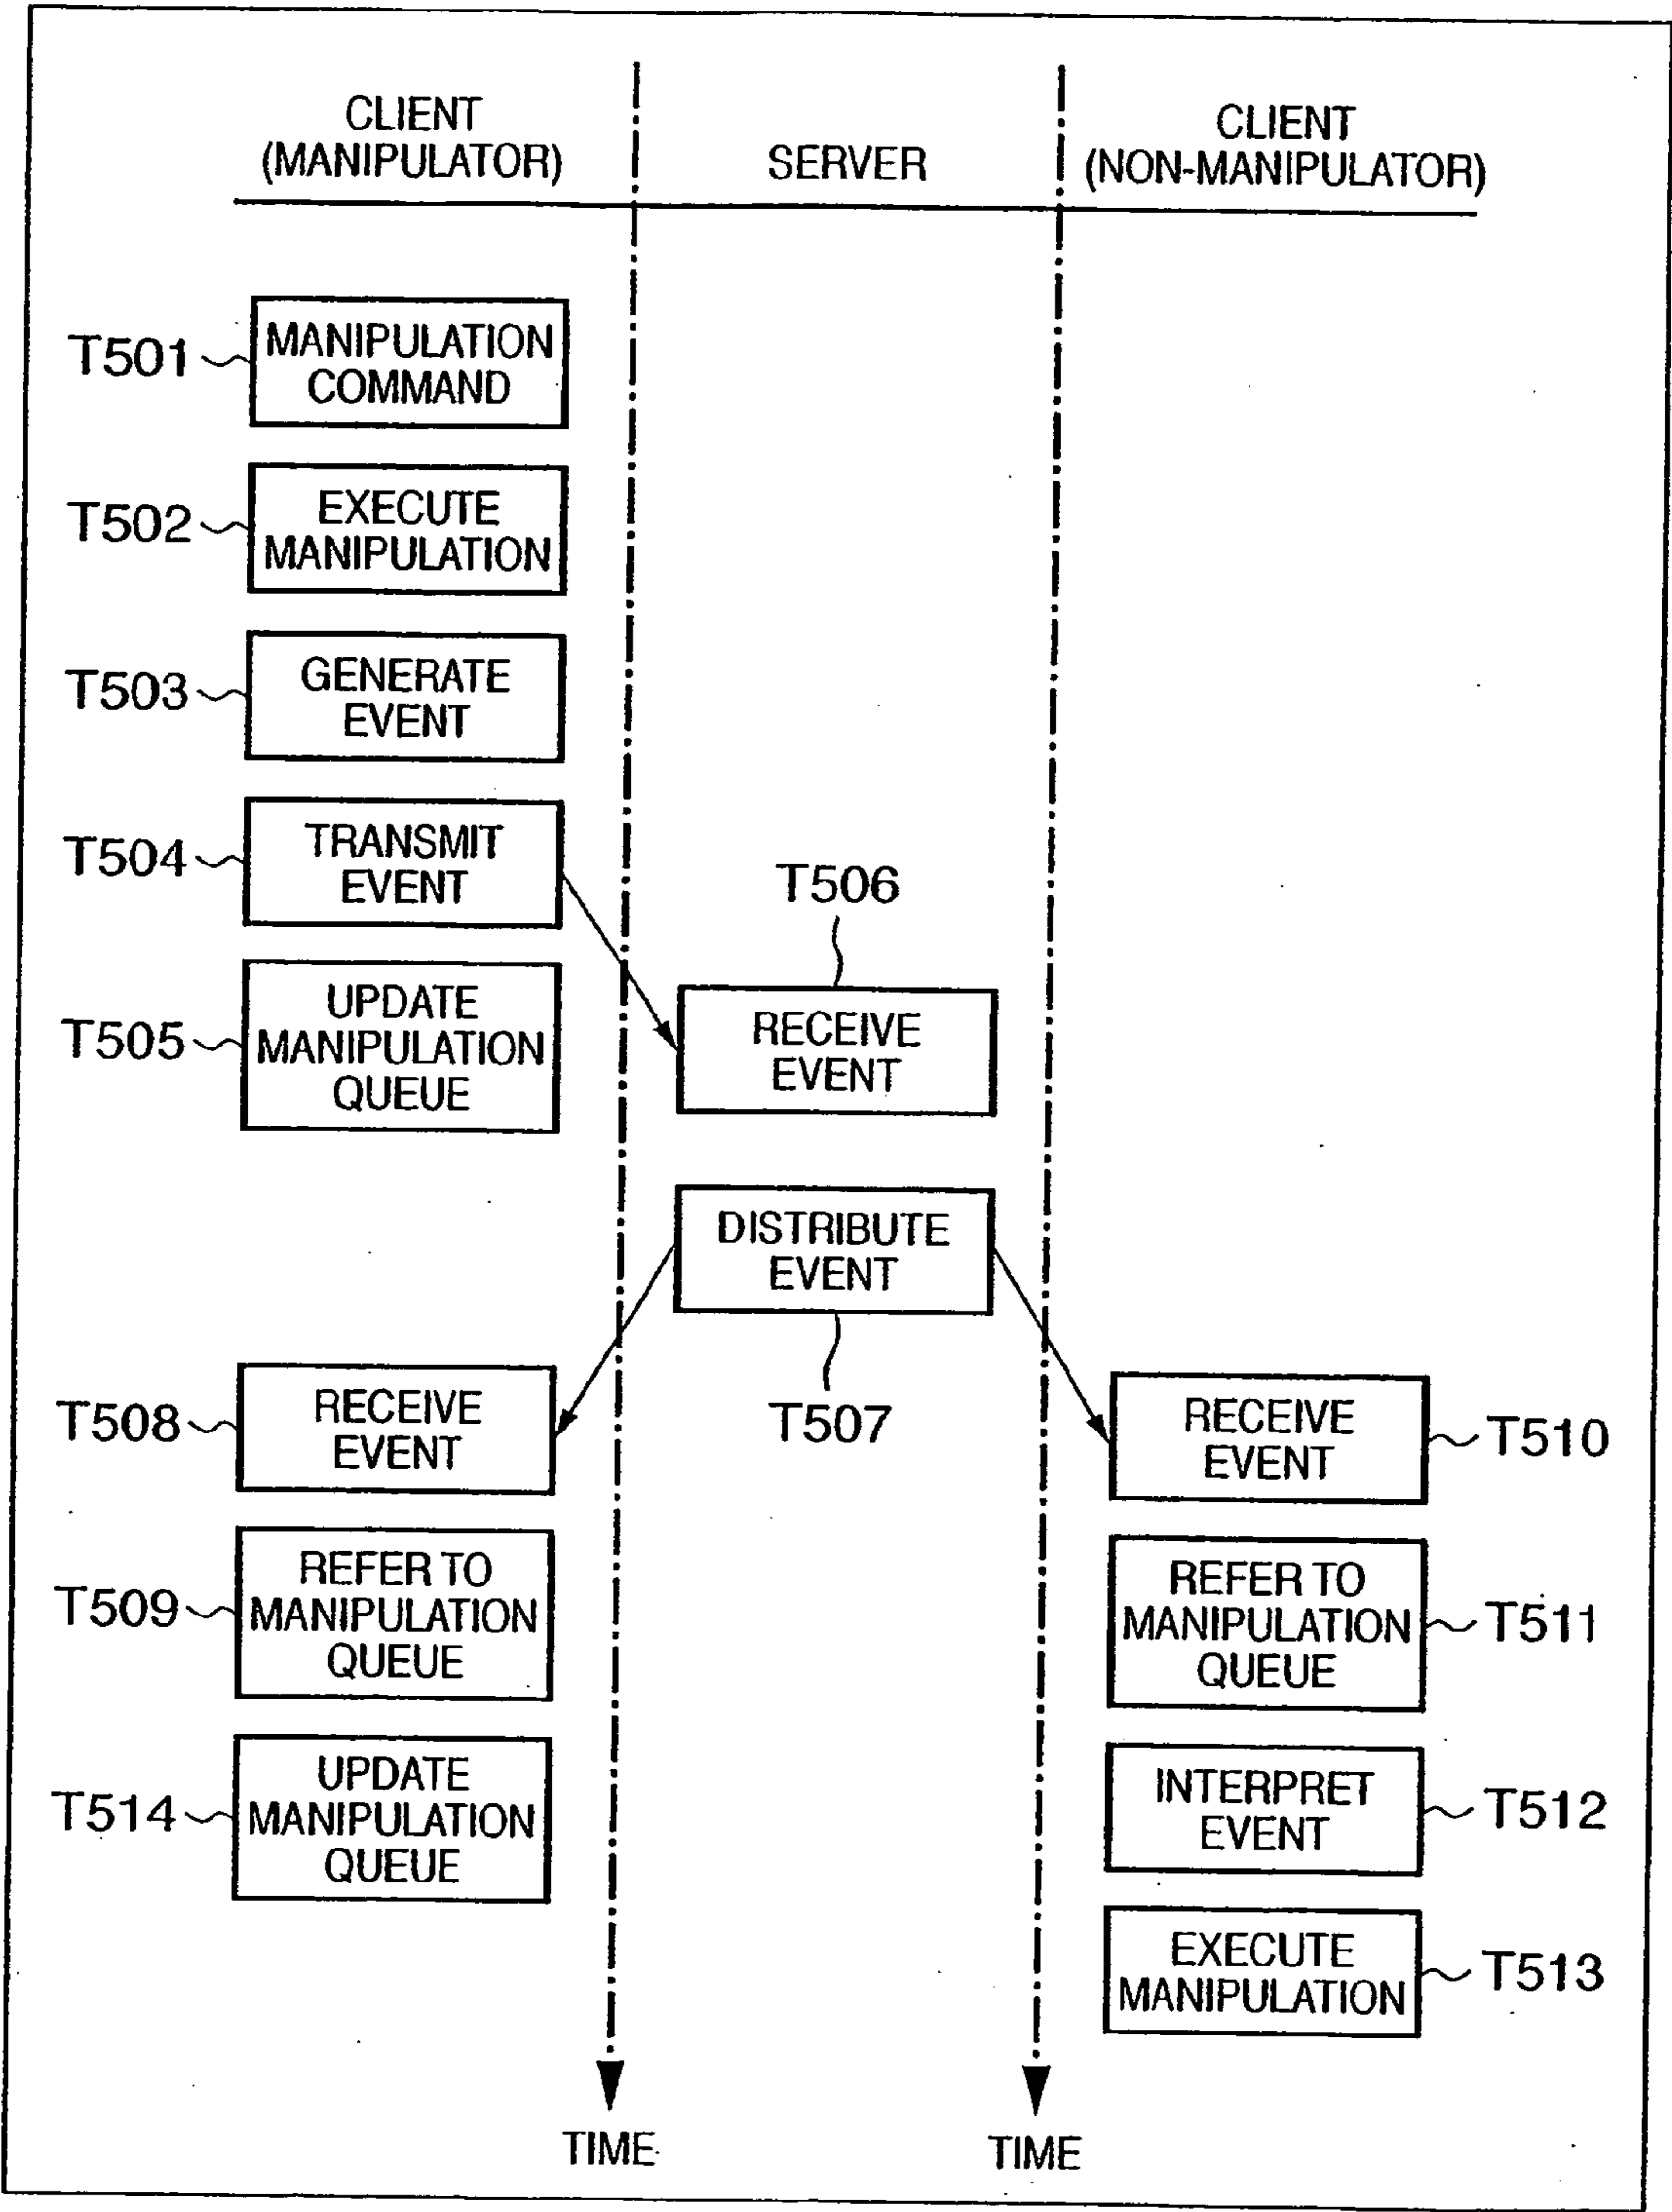 CLIENT
(MANIPULATOR)
SERVER
CLIENT
(NON-MANIPULATOR)
T501
MANIPULATION
COMMAND
T502
EXECUTE
MANIPULATION
T503
GENERATE
EVENT
T504
TRANSMIT
EVENT
T505
UPDATE
MANIPULATION
QUEUE
T506
RECEIVE
EVENT
DISTRIBUTE
EVENT
T507
T508
RECEIVE
EVENT
T509
REFER TO
MANIPULATION
QUEUE
T514
UPDATE
MANIPULATION
QUEUE
RECEIVE
EVENT
T510
REFER TO
MANIPULATION
QUEUE
T511
INTERPRET
EVENT
T512
EXECUTE
MANIPULATION
T513
TIME
TIME